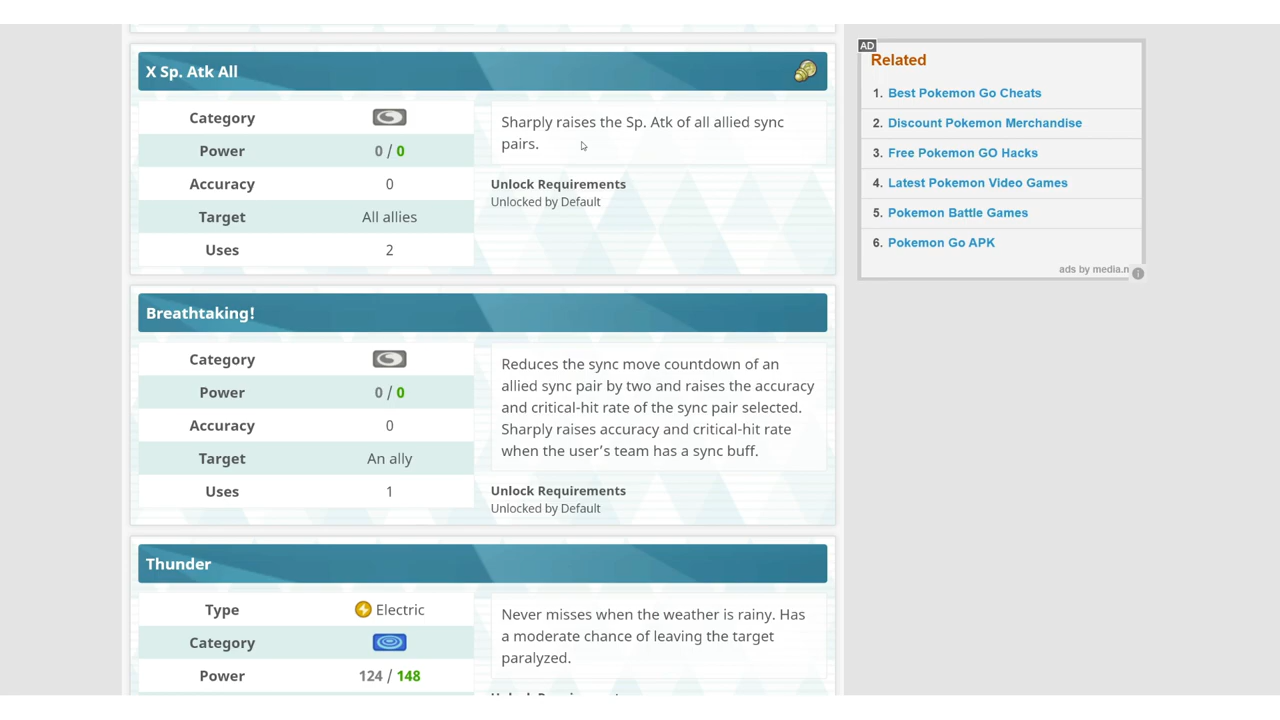 X Sp. Atk All
Category
Power 0 / 0
Accuracy 0
Target All allies
Uses 2
Sharply raises the Sp. Atk of all allied sync
pairs.
Unlock Requirements
Unlocked by Default
Breathtaking!
Category
Power 0 / 0
Accuracy 0
Target An ally
Uses 1
Reduces the sync move countdown of an
allied sync pair by two and raises the accuracy
and critical-hit rate of the sync pair selected.
Sharply raises accuracy and critical-hit rate
when the user’s team has a sync buff.
Unlock Requirements
Unlocked by Default
Thunder
Type Electric
Category
Power 124 / 148
Never misses when the weather is rainy. Has
a moderate chance of leaving the target
paralyzed.
AD
Related
1. Best Pokemon Go Cheats
2. Discount Pokemon Merchandise
3. Free Pokemon GO Hacks
4. Latest Pokemon Video Games
5. Pokemon Battle Games
6. Pokemon Go APK
ads by media.n